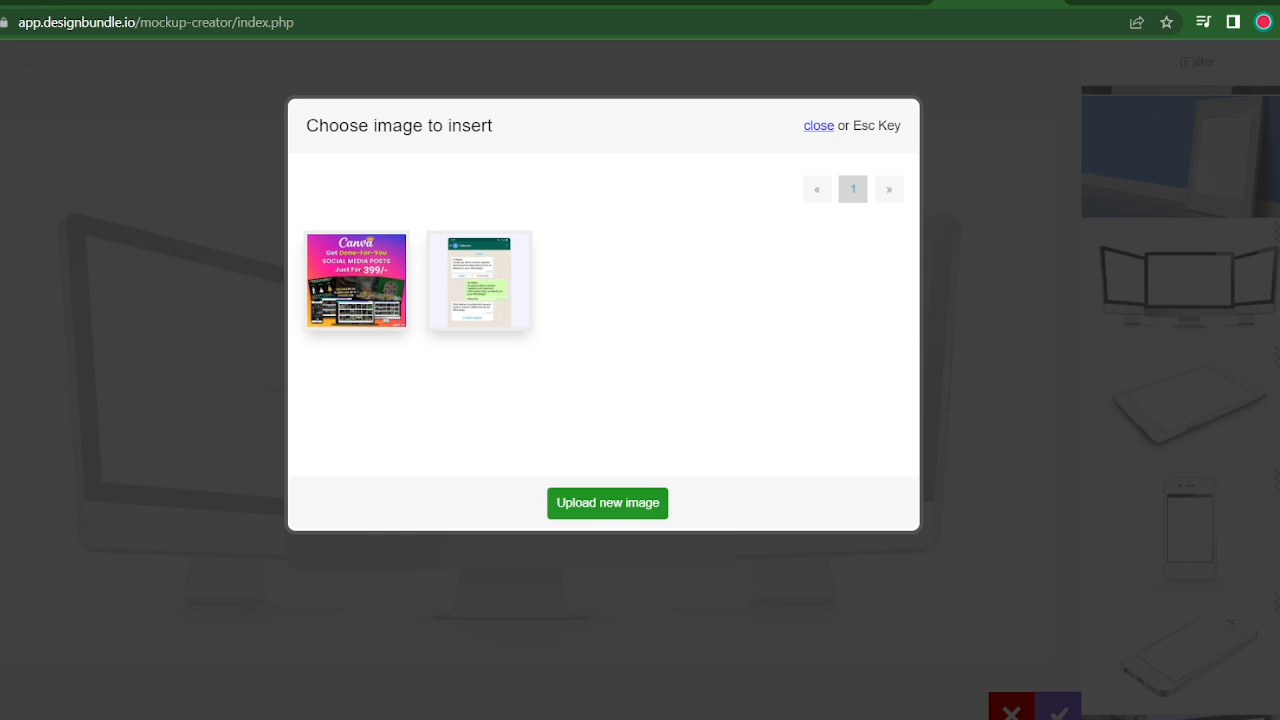 app.designbundle.io/mockup-creator/index.php
(F)ilter
Choose image to insert
close or Esc Key
« 1 »
Canva
Get Done-For-You
SOCIAL MEDIA POSTS
Just For 399/-
Upload new image